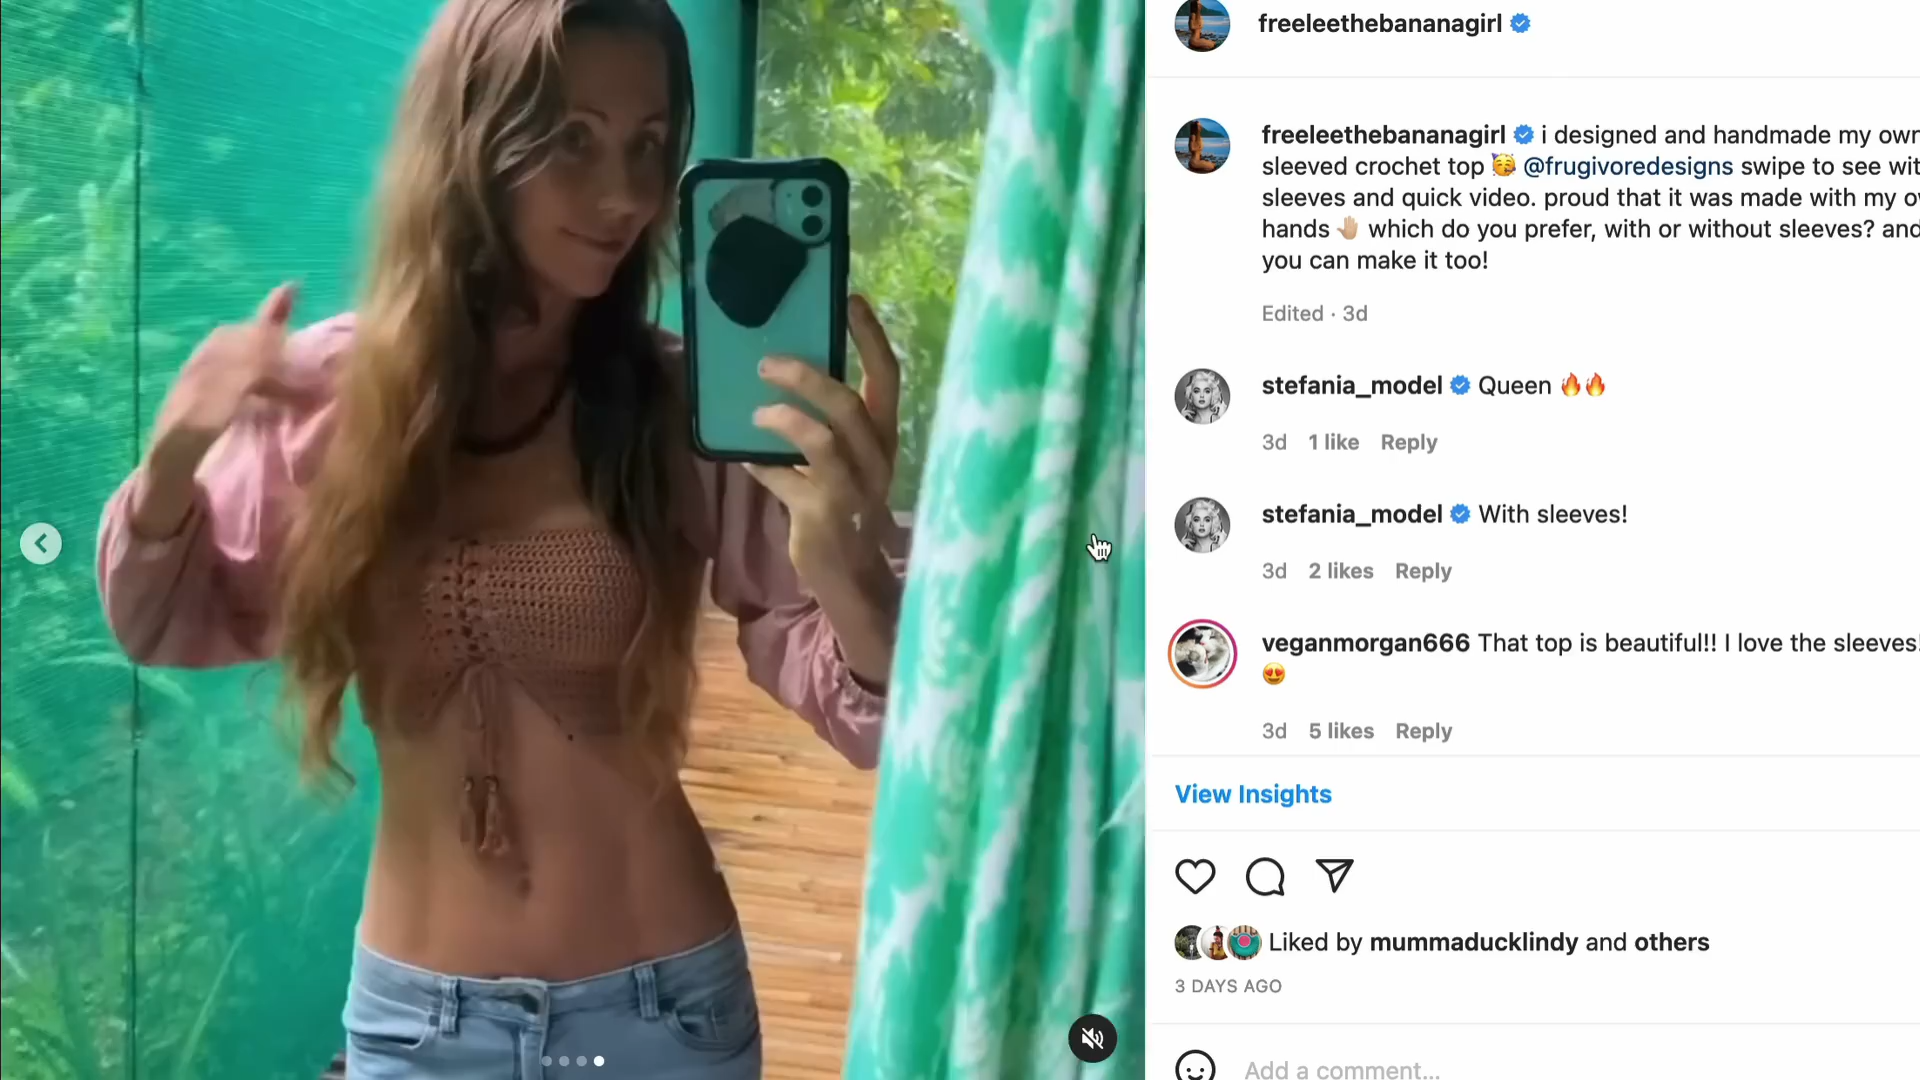 freeleethebananagirl
freeleethebananagirl i designed and handmade my own
sleeved crochet top 🥳 @frugivoredesigns swipe to see
sleeves and quick video. proud that it was made with my
hands 🤚🏼 which do you prefer, with or without sleeves? and
you can make it too!
Edited · 3d
stefania_model Queen 🔥🔥
3d 1 like Reply
stefania_model With sleeves!
3d 2 likes Reply
veganmorgan666 That top is beautiful!! I love the sleeves!
😍
3d 5 likes Reply
View Insights
Liked by mummaducklindy and others
3 DAYS AGO
Add a comment...